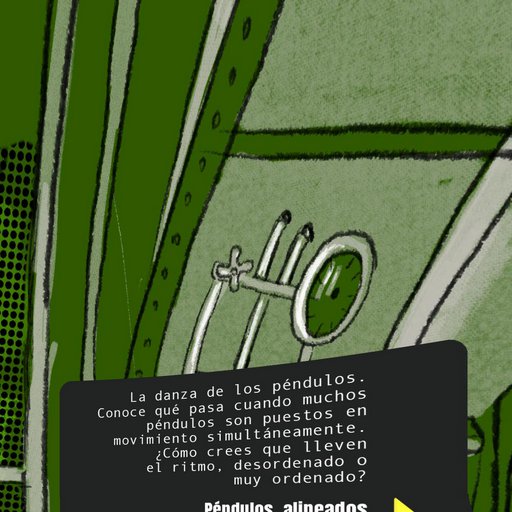 La danza de los péndulos.
Conoce qué pasa cuando muchos
péndulos son puestos en
movimiento simultáneamente.
¿Cómo crees que lleven
el ritmo, desordenado o
muy ordenado?
Péndulos alineados